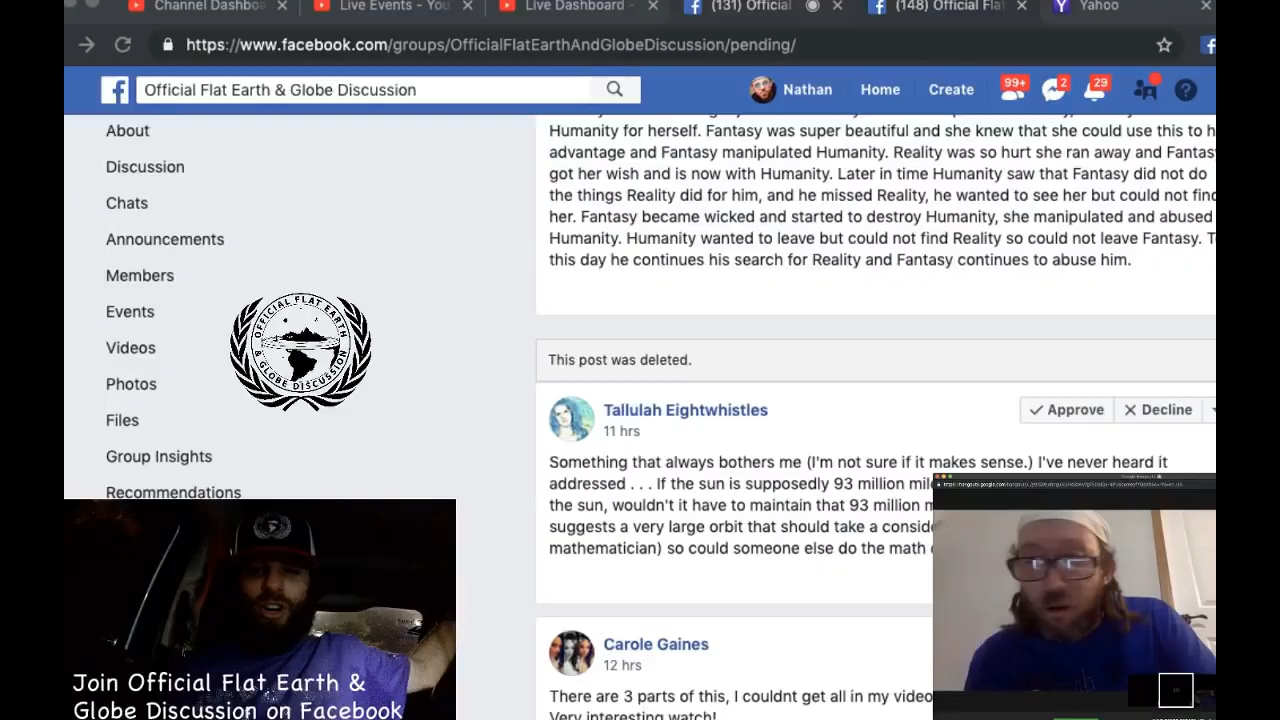 Channel Dashboa
Live Events - You
Live Dashboard -
(131) Official
(148) Official Flat
Yahoo
https://www.facebook.com/groups/OfficialFlatEarthAndGlobeDiscussion/pending/
Official Flat Earth & Globe Discussion
Nathan
Home
Create
99+
2
29
About
Discussion
Chats
Announcements
Members
Events
Videos
Photos
Files
Group Insights
Recommendations
OFFICIAL FLAT EARTH
& GLOBE DISCUSSION
Humanity for herself. Fantasy was super beautiful and she knew that she could use this to h
advantage and Fantasy manipulated Humanity. Reality was so hurt she ran away and Fantas
got her wish and is now with Humanity. Later in time Humanity saw that Fantasy did not do
the things Reality did for him, and he missed Reality, he wanted to see her but could not find
her. Fantasy became wicked and started to destroy Humanity, she manipulated and abused
Humanity. Humanity wanted to leave but could not find Reality so could not leave Fantasy. T
this day he continues his search for Reality and Fantasy continues to abuse him.
This post was deleted.
Tallulah Eightwhistles
11 hrs
Approve
Decline
Something that always bothers me (I'm not sure if it makes sense.) I've never heard it
addressed . . . If the sun is supposedly 93 million mil
the sun, wouldn't it have to maintain that 93 million m
suggests a very large orbit that should take a consid
mathematician) so could someone else do the math
Carole Gaines
12 hrs
There are 3 parts of this, I couldnt get all in my video
Very interesting watch!
Join Official Flat Earth &
Globe Discussion on Facebook